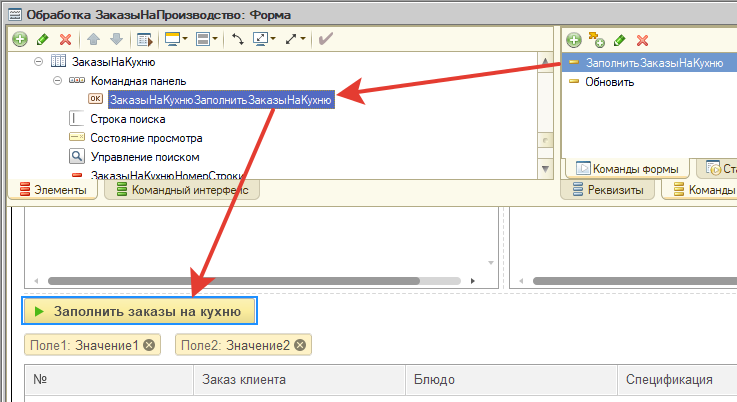 Обработка ЗаказыНаПроизводство: Форма
ЗаказыНаКухню
Командная панель
OK ЗаказыНаКухнюЗаполнитьЗаказыНаКухню
Строка поиска
Состояние просмотра
Управление поиском
ЗаказыНаКухнюНомерСтроки
Элементы
Командный интерфейс
ЗаполнитьЗаказыНаКухню
Обновить
Команды формы
Ста
Реквизиты
Команды
Заполнить заказы на кухню
Поле1: Значение1
Поле2: Значение2
№
Заказ клиента
Блюдо
Спецификация